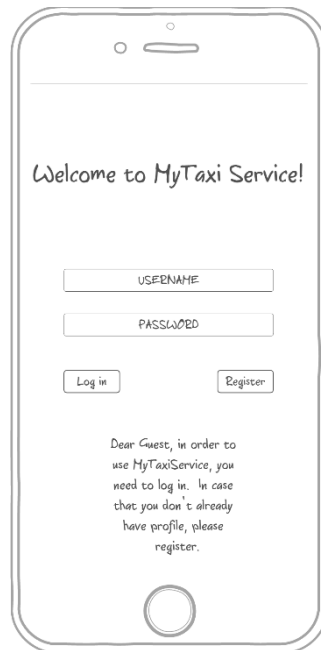 Welcome to MyTaxi Service!
USERNAME
PASSWORD
Log in
Register
Dear Guest, in order to
use MyTaxiService, you
need to log in. In case
that you don't already
have profile, please
register.